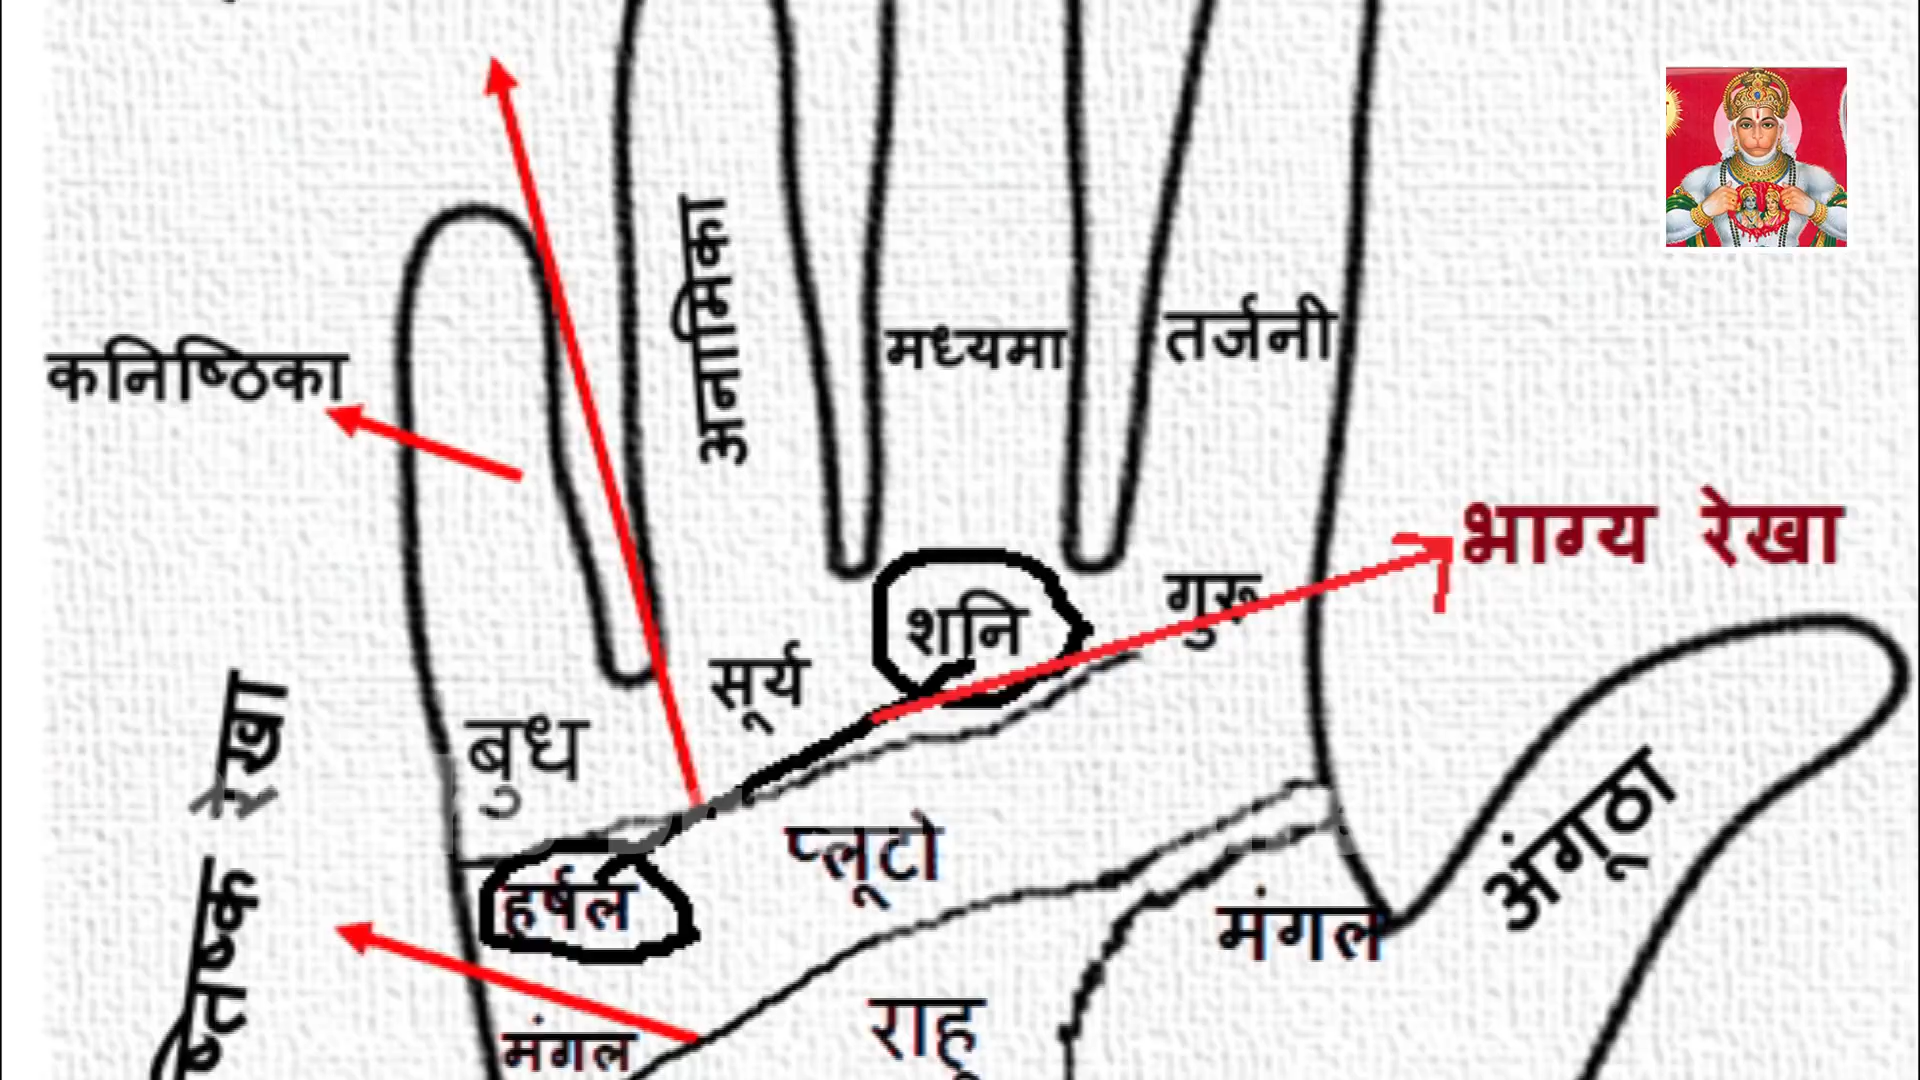 अनामिका
मध्यमा
तर्जनी
कनिष्ठिका
भाग्य रेखा
शनि
गुरू
सूर्य
बुध
रेखा
प्लूटो
हर्षल
मंगल
अंगूठा
राहू
मंगल